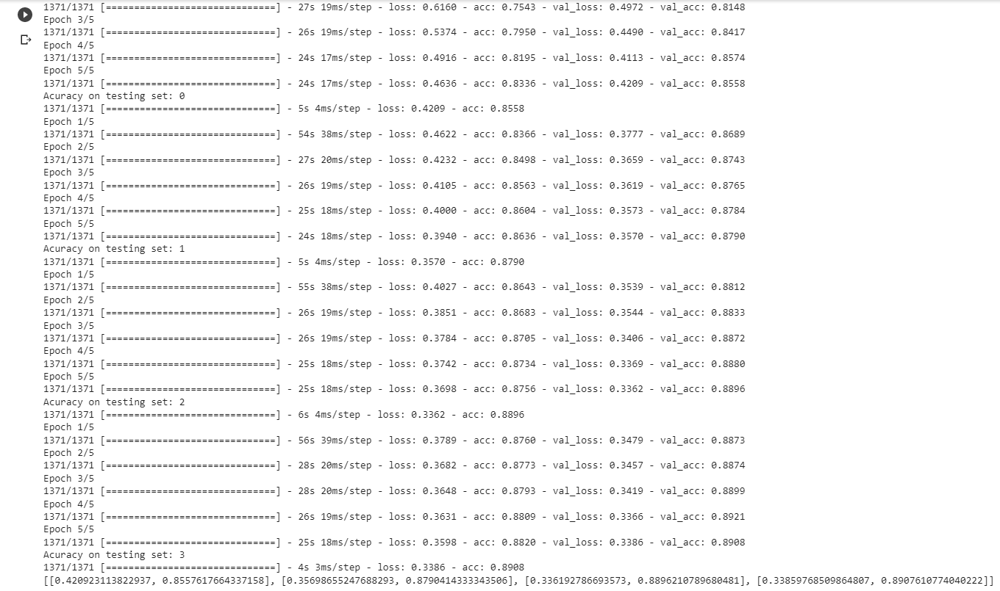 1371/1371 [==============================] - 27s 19ms/step - loss: 0.6160 - acc: 0.7543 - val_loss: 0.4972 - val_acc: 0.8148
Epoch 3/5
1371/1371 [==============================] - 26s 19ms/step - loss: 0.5374 - acc: 0.7950 - val_loss: 0.4490 - val_acc: 0.8417
Epoch 4/5
1371/1371 [==============================] - 24s 17ms/step - loss: 0.4916 - acc: 0.8195 - val_loss: 0.4113 - val_acc: 0.8574
Epoch 5/5
1371/1371 [==============================] - 24s 17ms/step - loss: 0.4636 - acc: 0.8336 - val_loss: 0.4209 - val_acc: 0.8558
Acuracy on testing set: 0
1371/1371 [==============================] - 5s 4ms/step - loss: 0.4209 - acc: 0.8558
Epoch 1/5
1371/1371 [==============================] - 54s 38ms/step - loss: 0.4622 - acc: 0.8366 - val_loss: 0.3777 - val_acc: 0.8689
Epoch 2/5
1371/1371 [==============================] - 27s 20ms/step - loss: 0.4232 - acc: 0.8498 - val_loss: 0.3659 - val_acc: 0.8743
Epoch 3/5
1371/1371 [==============================] - 26s 19ms/step - loss: 0.4105 - acc: 0.8563 - val_loss: 0.3619 - val_acc: 0.8765
Epoch 4/5
1371/1371 [==============================] - 25s 18ms/step - loss: 0.4000 - acc: 0.8604 - val_loss: 0.3573 - val_acc: 0.8784
Epoch 5/5
1371/1371 [==============================] - 24s 18ms/step - loss: 0.3940 - acc: 0.8636 - val_loss: 0.3570 - val_acc: 0.8790
Acuracy on testing set: 1
1371/1371 [==============================] - 5s 4ms/step - loss: 0.3570 - acc: 0.8790
Epoch 1/5
1371/1371 [==============================] - 55s 38ms/step - loss: 0.4027 - acc: 0.8643 - val_loss: 0.3539 - val_acc: 0.8812
Epoch 2/5
1371/1371 [==============================] - 26s 19ms/step - loss: 0.3851 - acc: 0.8683 - val_loss: 0.3544 - val_acc: 0.8833
Epoch 3/5
1371/1371 [==============================] - 26s 19ms/step - loss: 0.3784 - acc: 0.8705 - val_loss: 0.3406 - val_acc: 0.8872
Epoch 4/5
1371/1371 [==============================] - 25s 18ms/step - loss: 0.3742 - acc: 0.8734 - val_loss: 0.3369 - val_acc: 0.8880
Epoch 5/5
1371/1371 [==============================] - 25s 18ms/step - loss: 0.3698 - acc: 0.8756 - val_loss: 0.3362 - val_acc: 0.8896
Acuracy on testing set: 2
1371/1371 [==============================] - 6s 4ms/step - loss: 0.3362 - acc: 0.8896
Epoch 1/5
1371/1371 [==============================] - 56s 39ms/step - loss: 0.3789 - acc: 0.8760 - val_loss: 0.3479 - val_acc: 0.8873
Epoch 2/5
1371/1371 [==============================] - 28s 20ms/step - loss: 0.3682 - acc: 0.8773 - val_loss: 0.3457 - val_acc: 0.8874
Epoch 3/5
1371/1371 [==============================] - 28s 20ms/step - loss: 0.3648 - acc: 0.8793 - val_loss: 0.3419 - val_acc: 0.8899
Epoch 4/5
1371/1371 [==============================] - 26s 19ms/step - loss: 0.3631 - acc: 0.8809 - val_loss: 0.3366 - val_acc: 0.8921
Epoch 5/5
1371/1371 [==============================] - 25s 18ms/step - loss: 0.3598 - acc: 0.8820 - val_loss: 0.3386 - val_acc: 0.8908
Acuracy on testing set: 3
1371/1371 [==============================] - 4s 3ms/step - loss: 0.3386 - acc: 0.8908
[[0.420923113822937, 0.8557617664337158], [0.35698655247688293, 0.8790414333343506], [0.336192786693573, 0.8896210789680481], [0.33859768509864807, 0.8907610774040222]]